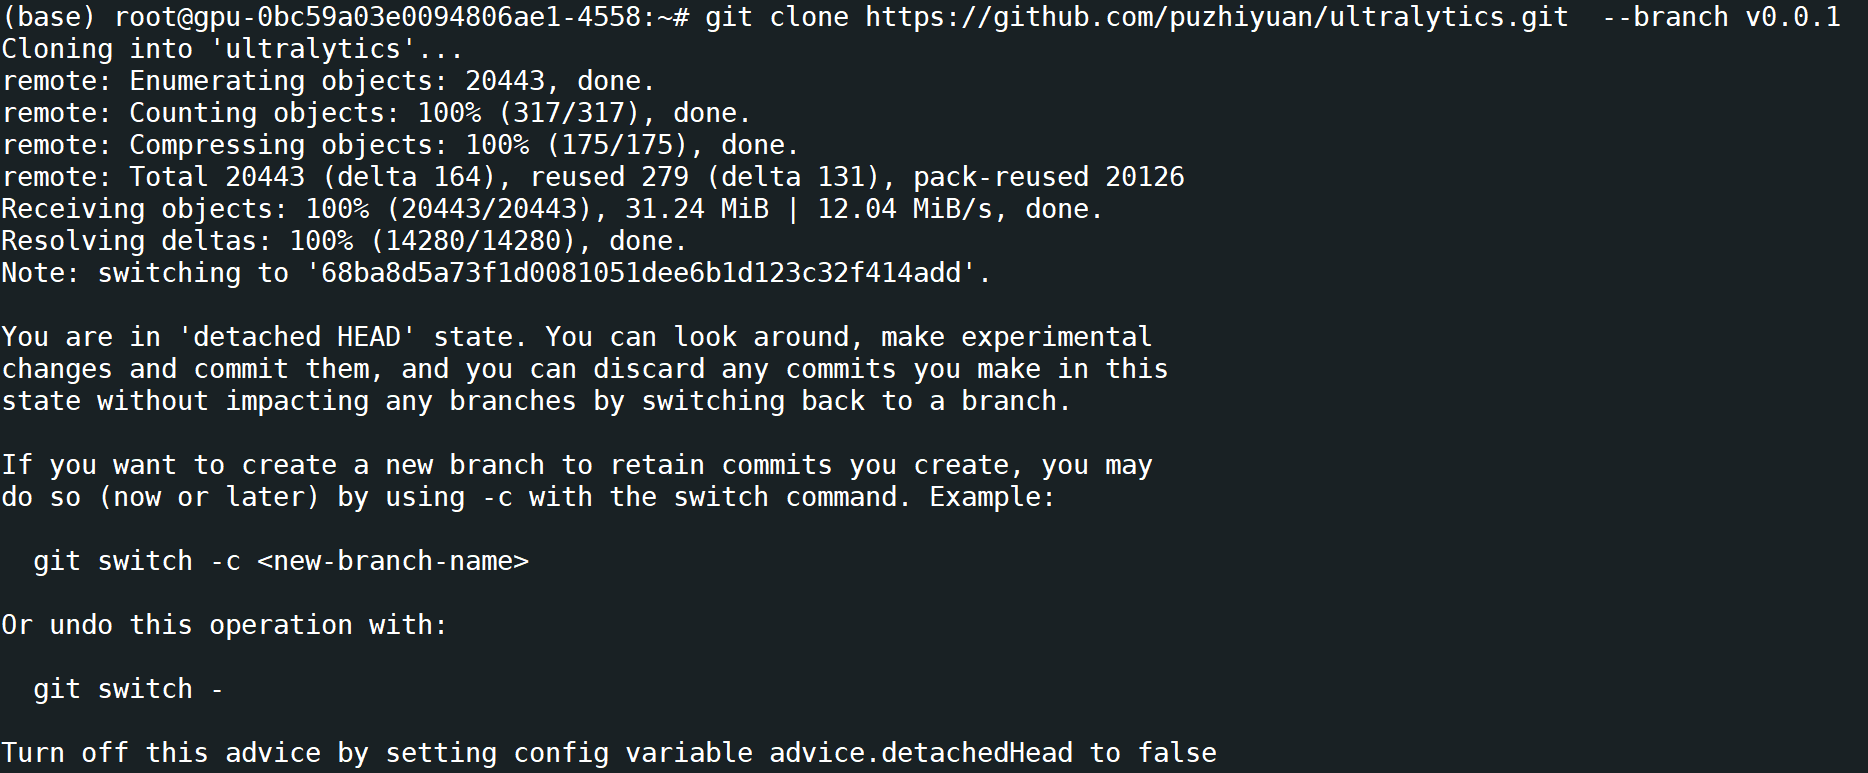 (base) root@gpu-0bc59a03e0094806ae1-4558:~# git clone https://github.com/puzhiyuan/ultralytics.git  --branch v0.0.1
Cloning into 'ultralytics'...
remote: Enumerating objects: 20443, done.
remote: Counting objects: 100% (317/317), done.
remote: Compressing objects: 100% (175/175), done.
remote: Total 20443 (delta 164), reused 279 (delta 131), pack-reused 20126
Receiving objects: 100% (20443/20443), 31.24 MiB | 12.04 MiB/s, done.
Resolving deltas: 100% (14280/14280), done.
Note: switching to '68ba8d5a73f1d0081051dee6b1d123c32f414add'.

You are in 'detached HEAD' state. You can look around, make experimental
changes and commit them, and you can discard any commits you make in this
state without impacting any branches by switching back to a branch.

If you want to create a new branch to retain commits you create, you may
do so (now or later) by using -c with the switch command. Example:

  git switch -c <new-branch-name>

Or undo this operation with:

  git switch -

Turn off this advice by setting config variable advice.detachedHead to false